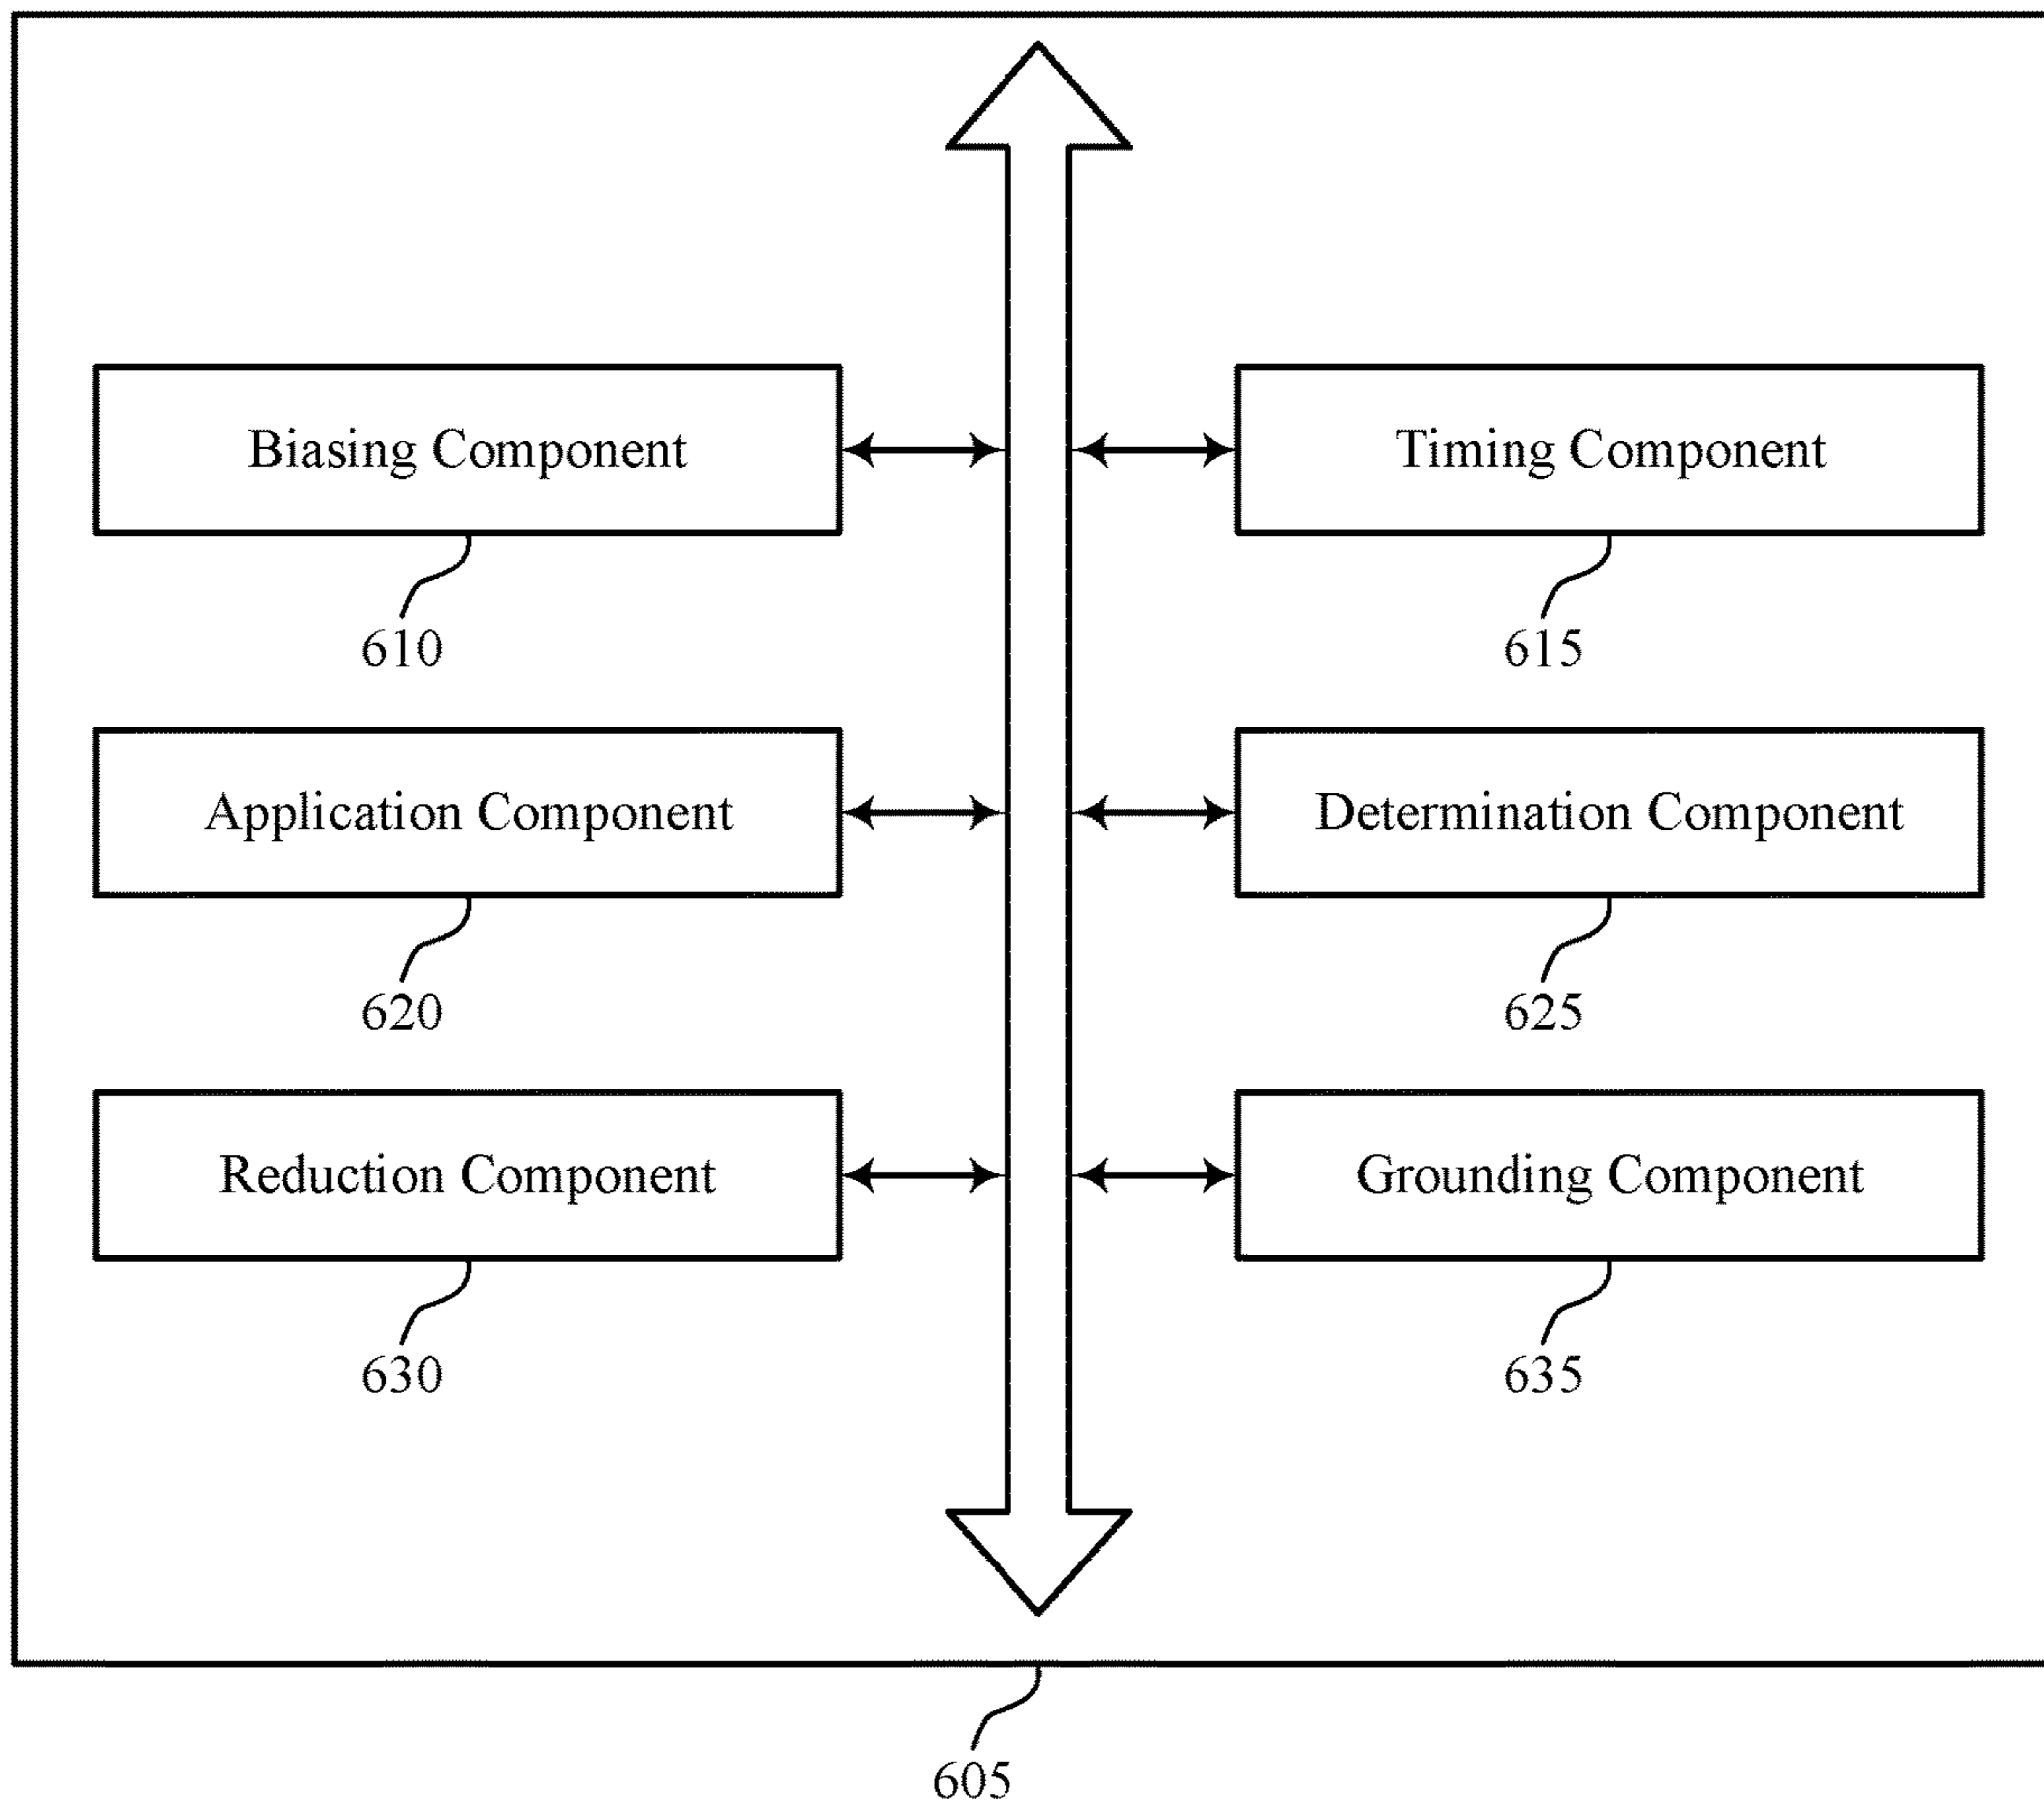 Biasing Component
Timing Component
610
615
Application Component
Determination Component
620
625
Reduction Component
Grounding Component
630
635
605